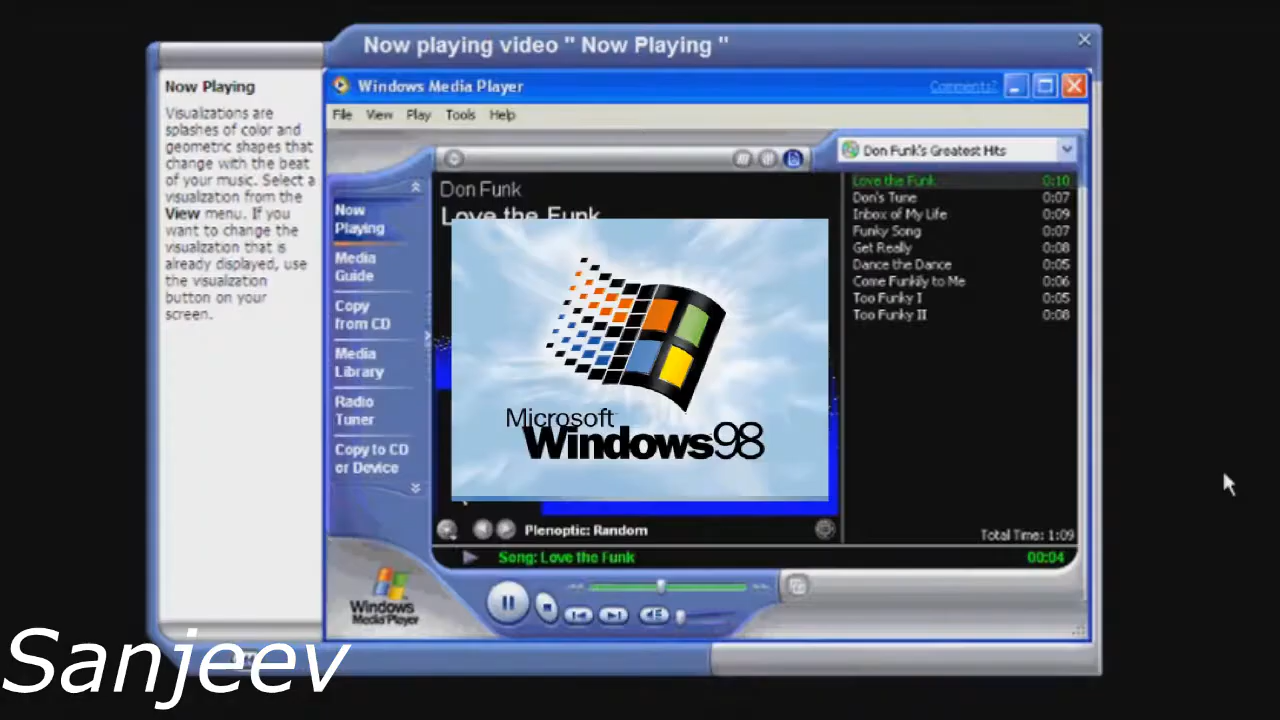 Now playing video " Now Playing "
Now Playing
Visualizations are
splashes of color and
geometric shapes that
change with the beat
of your music. Select a
visualization from the
View menu. If you
want to change the
visualization that is
already displayed, use
the visualization
button on your
screen.
Windows Media Player
Comments?
File View Play Tools Help
Don Funk's Greatest Hits
Now
Playing
Media
Guide
Copy
from CD
Media
Library
Radio
Tuner
Copy to CD
or Device
Don Funk
Love the Funk
Microsoft
Windows98
Love the Funk 0:10
Don's Tune 0:07
Inbox of My Life 0:09
Funky Song 0:07
Get Really 0:08
Dance the Dance 0:05
Come Funkily to Me 0:06
Too Funky I 0:05
Too Funky II 0:08
Total Time: 1:09
Plenoptic: Random
Song: Love the Funk 00:04
Windows
Media Player
Sanjeev